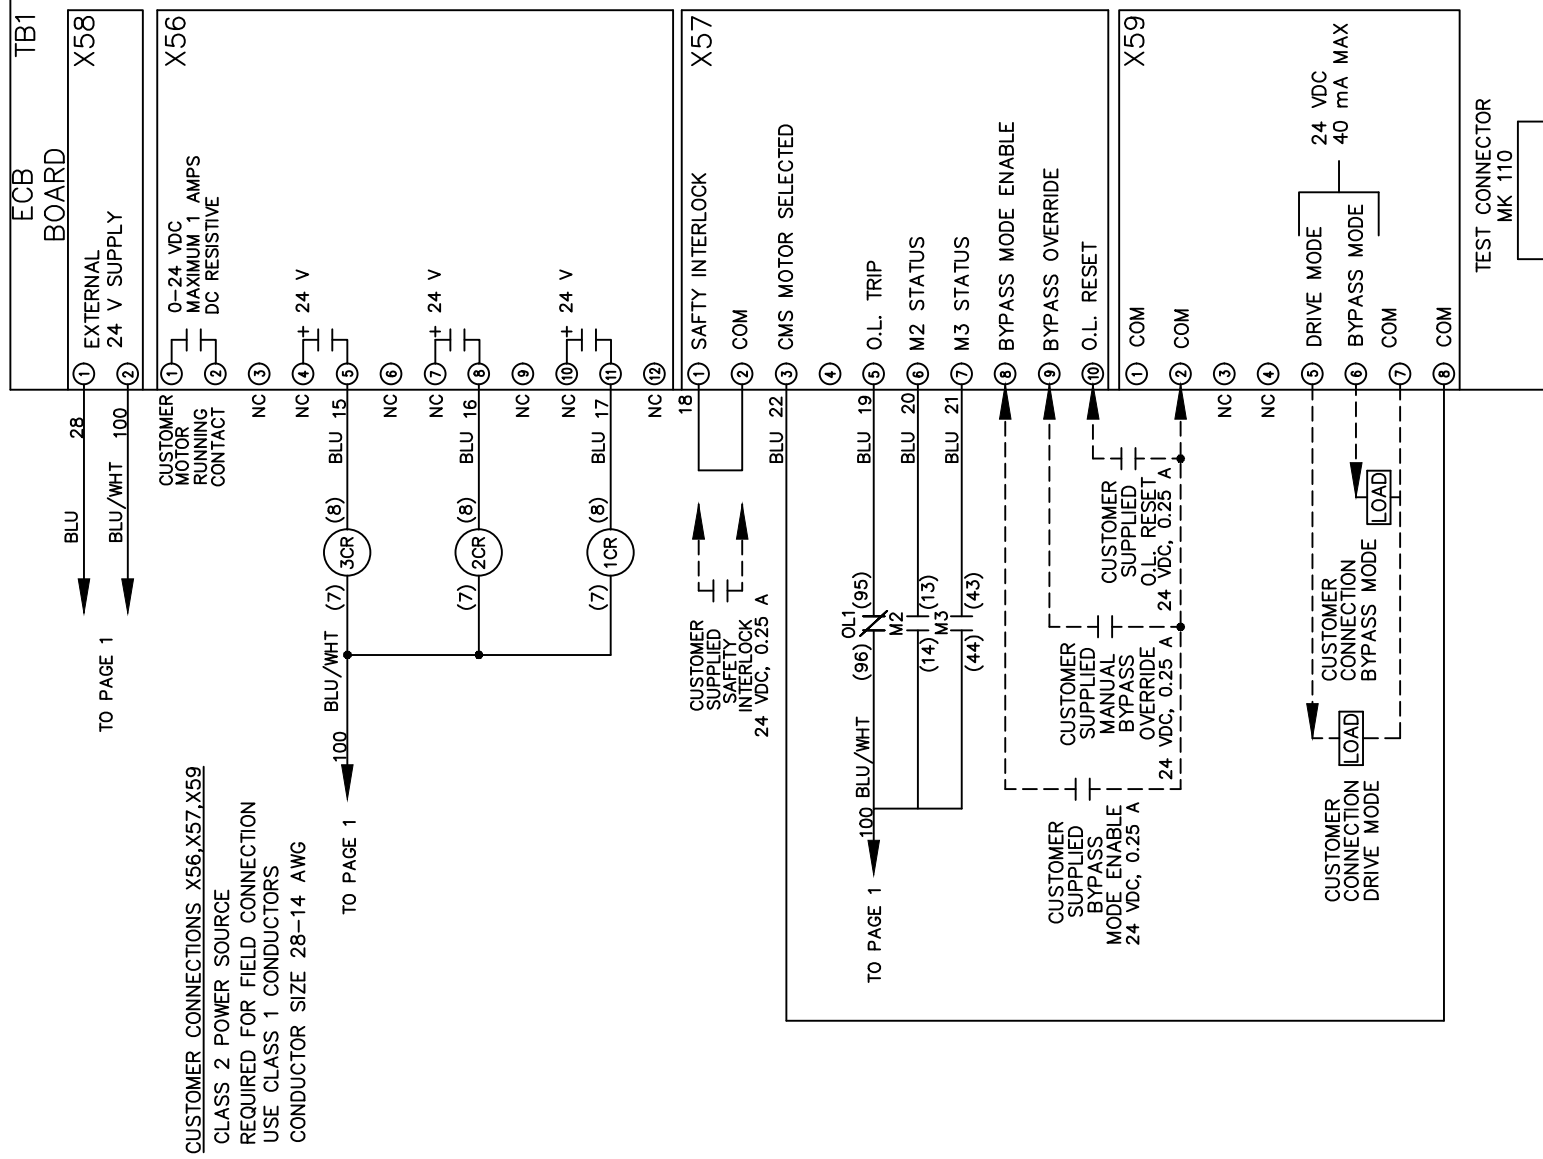 TB1
ECB
BOARD
X58
EXTERNAL
24 V SUPPLY
1
2
28
100
BLU
BLU/WHT
TO PAGE 1
X56
0-24 VDC
MAXIMUM 1 AMPS
DC RESISTIVE
+ 24 V
+ 24 V
+ 24 V
1
2
3
4
5
6
7
8
9
10
11
12
CUSTOMER
MOTOR
RUNNING
CONTACT
NC
NC
BLU 15
NC
NC
BLU 16
NC
NC
BLU 17
NC
(8)
3CR
(7)
(8)
2CR
(7)
(8)
1CR
(7)
BLU/WHT
100
TO PAGE 1
CUSTOMER CONNECTIONS X56,X57,X59
CLASS 2 POWER SOURCE
REQUIRED FOR FIELD CONNECTION
USE CLASS 1 CONDUCTORS
CONDUCTOR SIZE 28-14 AWG
X57
1 SAFTY INTERLOCK
2 COM
3 CMS MOTOR SELECTED
4
5 O.L. TRIP
6 M2 STATUS
7 M3 STATUS
8 BYPASS MODE ENABLE
9 BYPASS OVERRIDE
10 O.L. RESET
18
BLU 22
BLU 19
BLU 20
BLU 21
CUSTOMER
SUPPLIED
SAFETY
INTERLOCK
24 VDC, 0.25 A
OL1
(95)
(96)
M2
(13)
(14)
M3
(43)
(44)
BLU/WHT
100
TO PAGE 1
CUSTOMER
SUPPLIED
O.L. RESET
24 VDC, 0.25 A
CUSTOMER
SUPPLIED
MANUAL
BYPASS
OVERRIDE
24 VDC, 0.25 A
CUSTOMER
SUPPLIED
BYPASS
MODE ENABLE
24 VDC, 0.25 A
X59
1 COM
2 COM
3
4
5 DRIVE MODE
6 BYPASS MODE
7 COM
8 COM
NC
NC
24 VDC
40 mA MAX
LOAD
CUSTOMER
CONNECTION
BYPASS MODE
LOAD
CUSTOMER
CONNECTION
DRIVE MODE
TEST CONNECTOR
MK 110